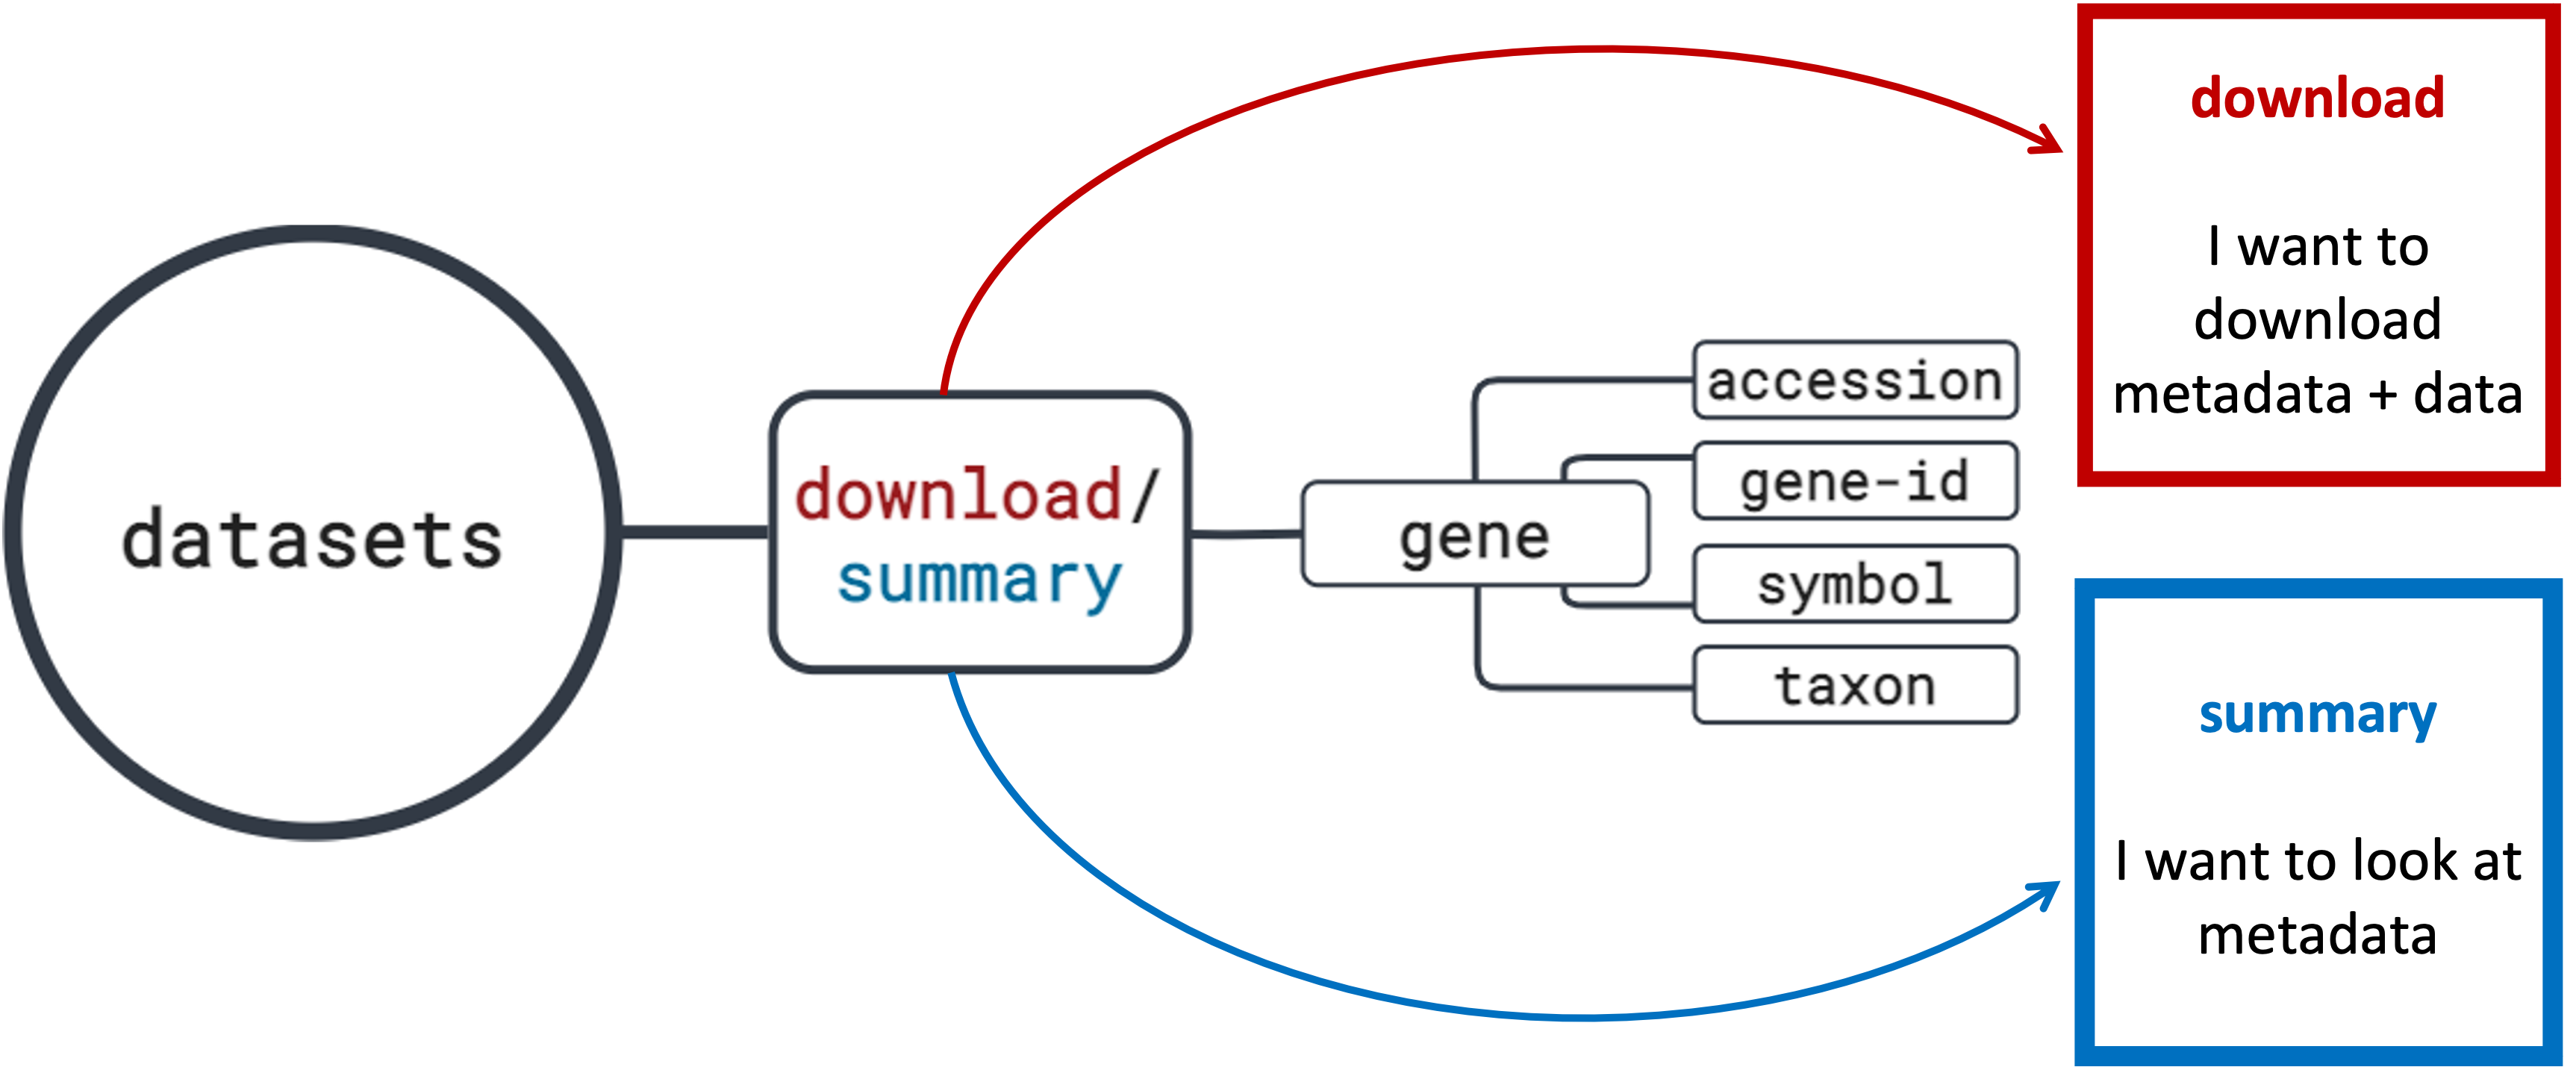 datasets
download/
summary
gene
accession
gene-id
symbol
taxon
download
I want to
download
metadata + data
summary
I want to look at
metadata